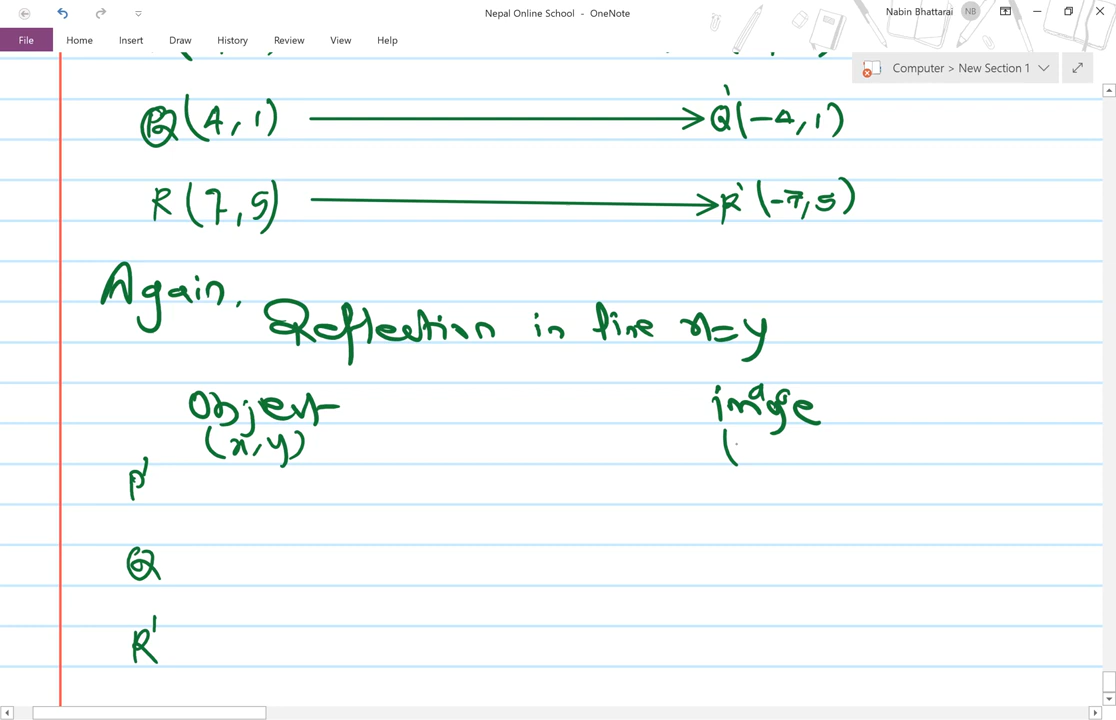 Nepal Online School - OneNote
Nabin Bhattarai NB
File Home Insert Draw History Review View Help
Computer > New Section 1
Q(4,1) Q'(-4,1)
R(7,5) R'(-7,5)
Again,
Reflection in line x=y
Object image
(x,y) (
P'
Q
R'